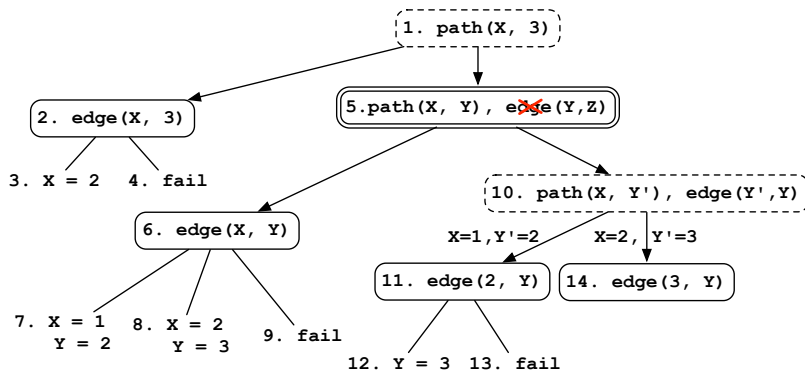 1. path(X, 3)
2. edge(X, 3)
5.path(X, Y), edge(Y,Z)
3. X = 2
4. fail
10. path(X, Y'), edge(Y',Y)
6. edge(X, Y)
X=1,Y'=2
X=2, Y'=3
11. edge(2, Y)
14. edge(3, Y)
7. X = 1
Y = 2
8. X = 2
Y = 3
9. fail
12. Y = 3
13. fail